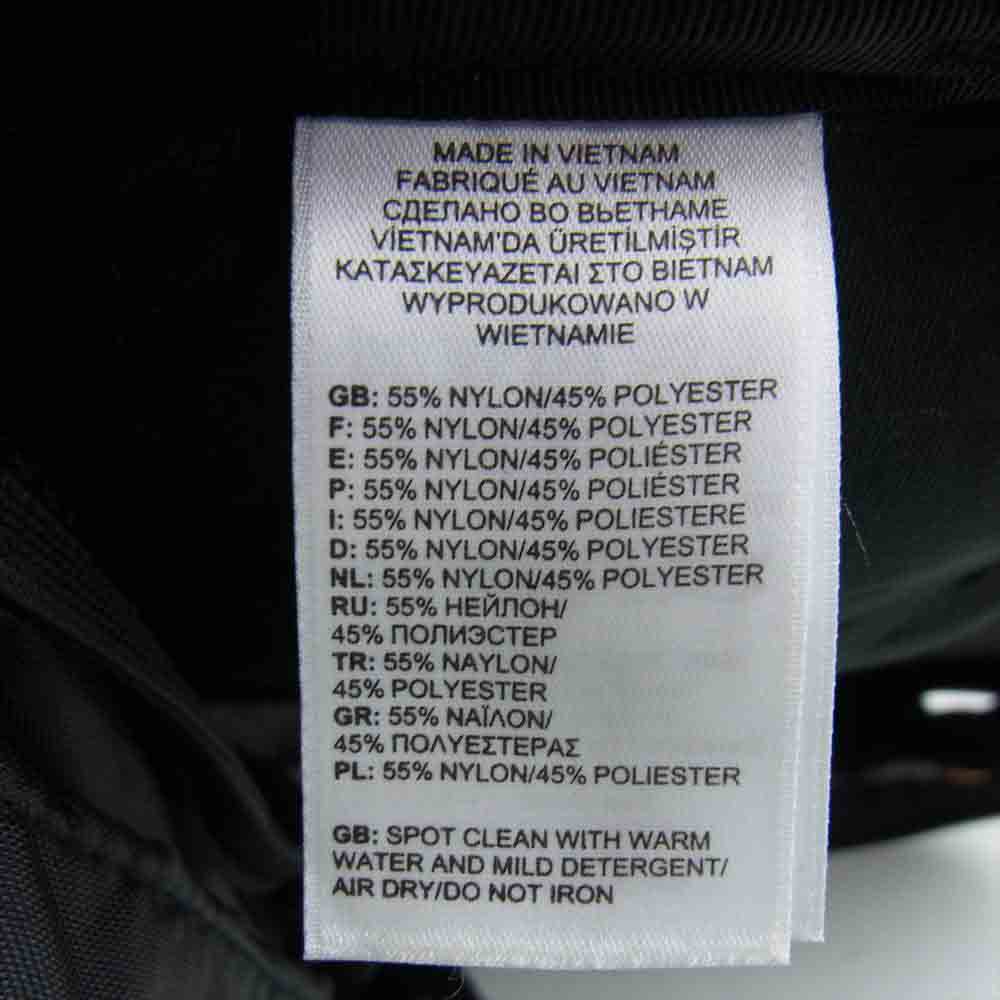 MADE IN VIETNAM
FABRIQUÉ AU VIETNAM
СДЕЛАНО ВО ВЬЕТНАМЕ
VİETNAM'DA ÜRETİLMİŞTİR
ΚΑΤΑΣΚΕΥΑΖΕΤΑΙ ΣΤΟ ΒΙΕΤΝΑΜ
WYPRODUKOWANO W
WIETNAMIE
GB: 55% NYLON/45% POLYESTER
F: 55% NYLON/45% POLYESTER
E: 55% NYLON/45% POLIÉSTER
P: 55% NYLON/45% POLIÉSTER
I: 55% NYLON/45% POLIESTERE
D: 55% NYLON/45% POLYESTER
NL: 55% NYLON/45% POLYESTER
RU: 55% НЕЙЛОН/
45% ПОЛИЭСТЕР
TR: 55% NAYLON/
45% POLYESTER
GR: 55% ΝΑΪΛΟΝ/
45% ΠΟΛΥΕΣΤΕΡΑΣ
PL: 55% NYLON/45% POLIESTER
GB: SPOT CLEAN WITH WARM
WATER AND MILD DETERGENT/
AIR DRY/DO NOT IRON